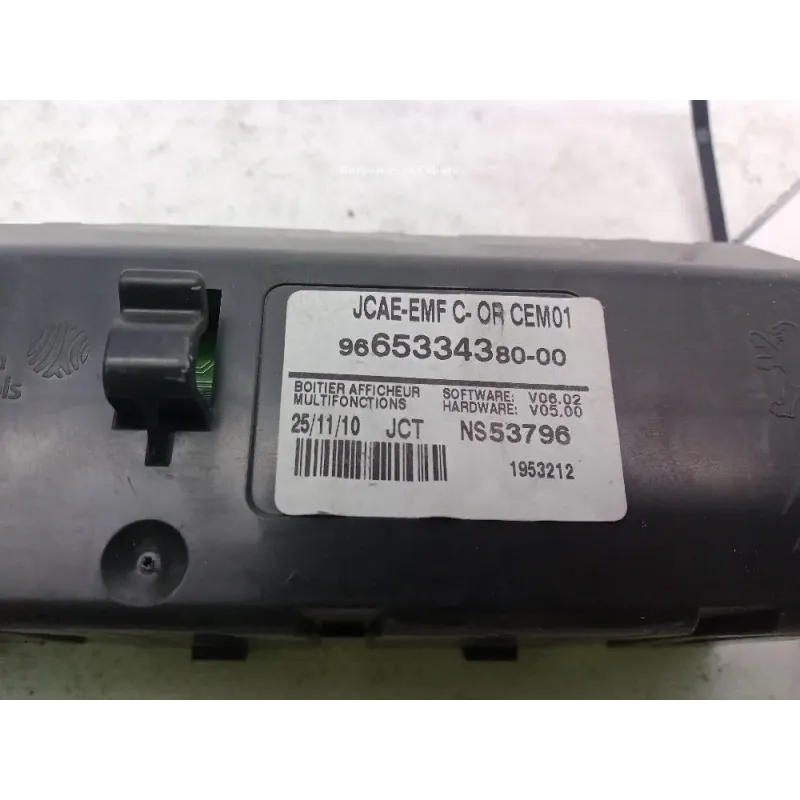 JCAE-EMF C- OR CEM01
9665334380-00
BOITIER AFFICHEUR SOFTWARE: V06.02
MULTIFONCTIONS HARDWARE: V05.00
25/11/10 JCT NS53796
1953212